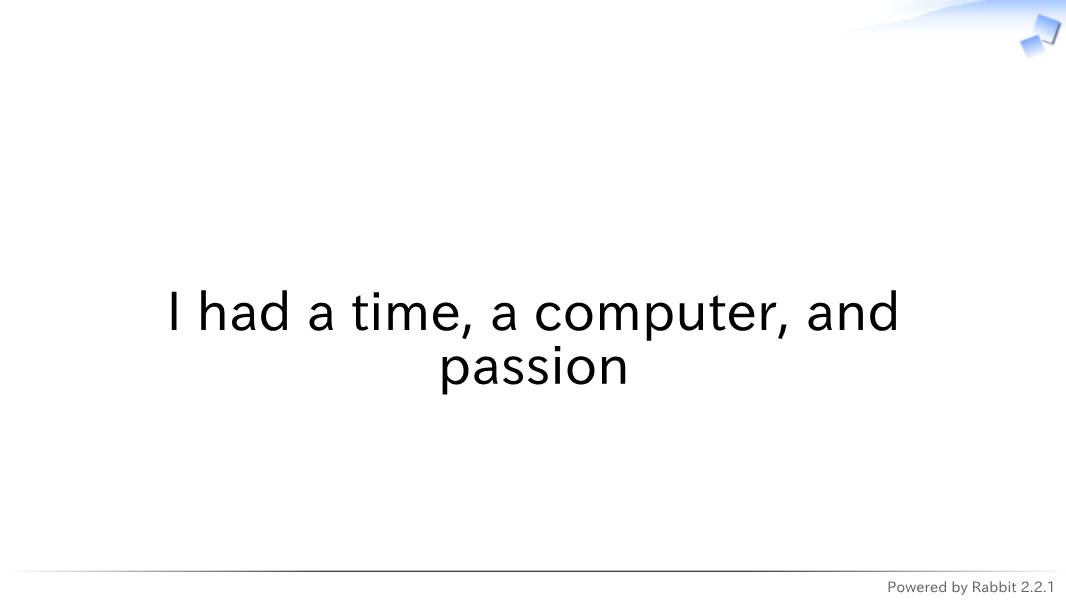 I had a time, a computer, and
passion
Powered by Rabbit 2.2.1